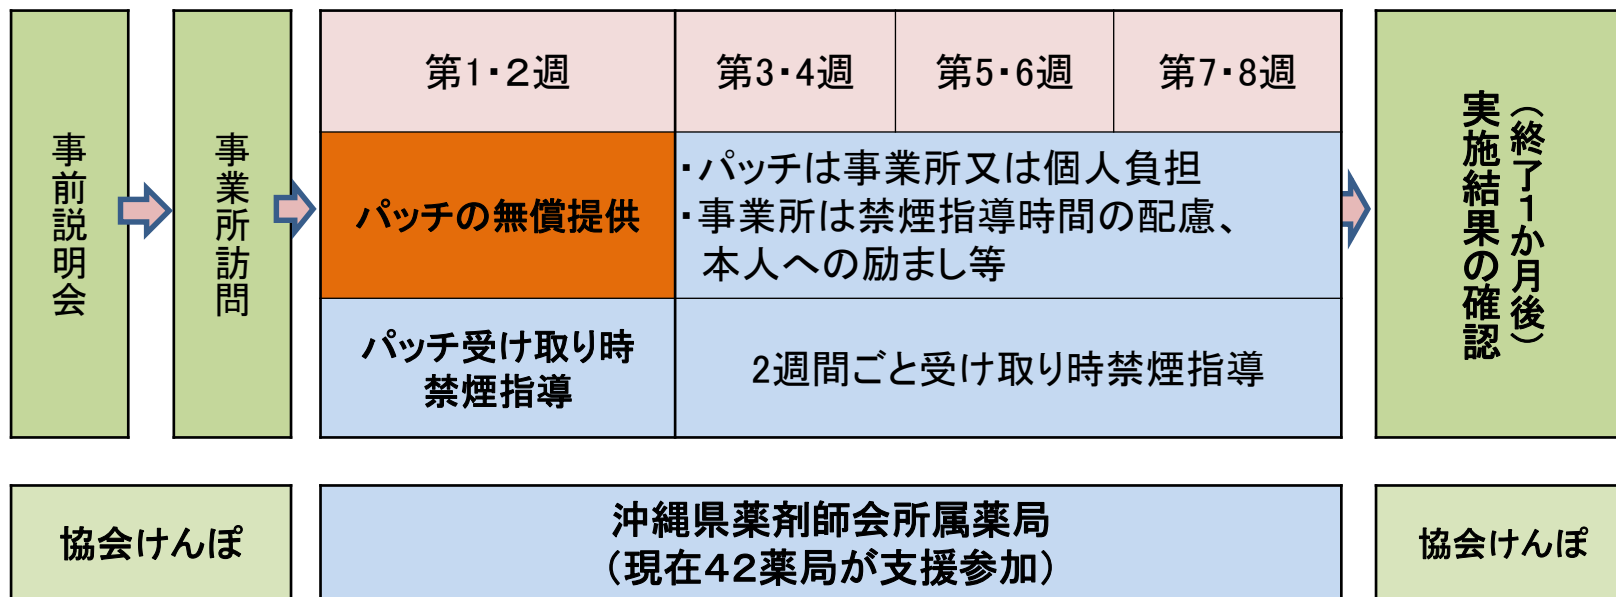 事前説明会
事業所訪問
第1・2週
第3・4週
第5・6週
第7・8週
パッチの無償提供
・パッチは事業所又は個人負担
・事業所は禁煙指導時間の配慮、
本人への励まし等
パッチ受け取り時
禁煙指導
2週間ごと受け取り時禁煙指導
（終了1か月後）
実施結果の確認
協会けんぽ
沖縄県薬剤師会所属薬局
（現在42薬局が支援参加）
協会けんぽ